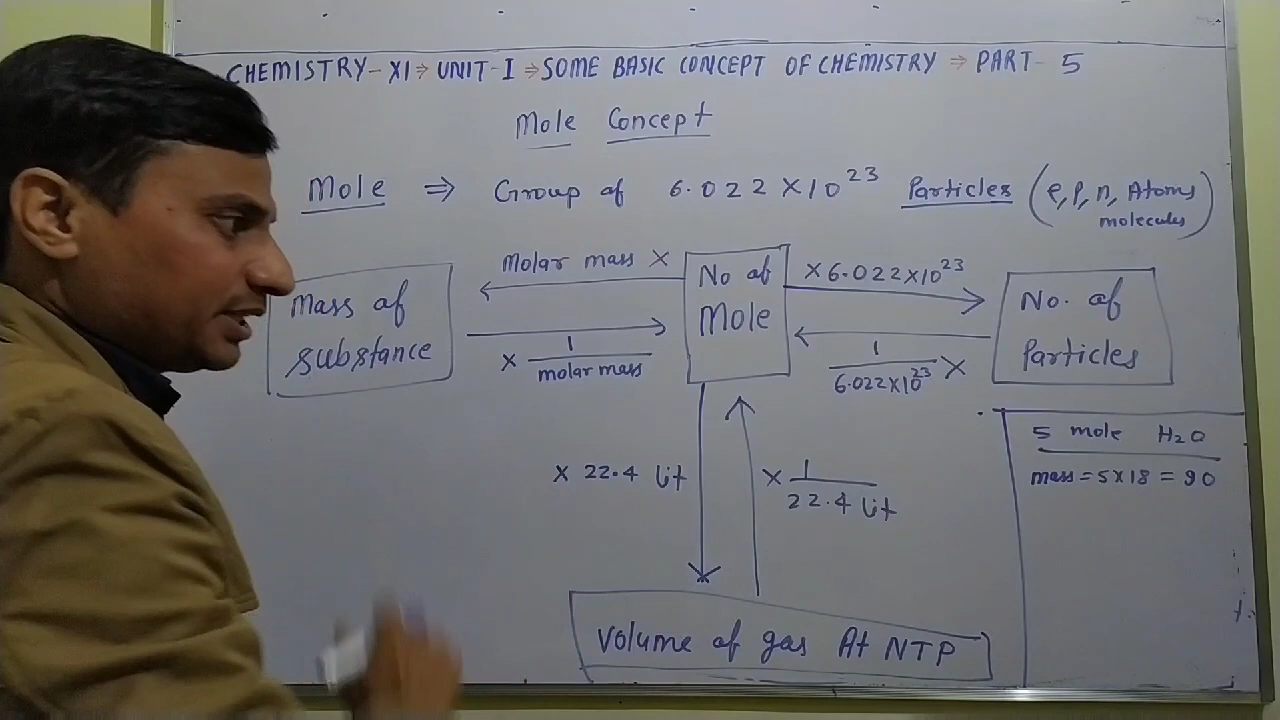 CHEMISTRY-XI ⇒ UNIT-I ⇒ SOME BASIC CONCEPT OF CHEMISTRY ⇒ PART-5
Mole Concept
Mole ⇒ Group of 6.022 × 10²³ Particles (e, p, n, Atoms
molecules)
Molar mass ×
No of
Mole
× 6.022×10²³
No. of
Particles
Mass of
substance
× 1/molar mass
1/6.022×10²³ ×
5 mole H₂O
mass = 5×18 = 90
× 22.4 lit
× 1/22.4 lit
Volume of gas At NTP